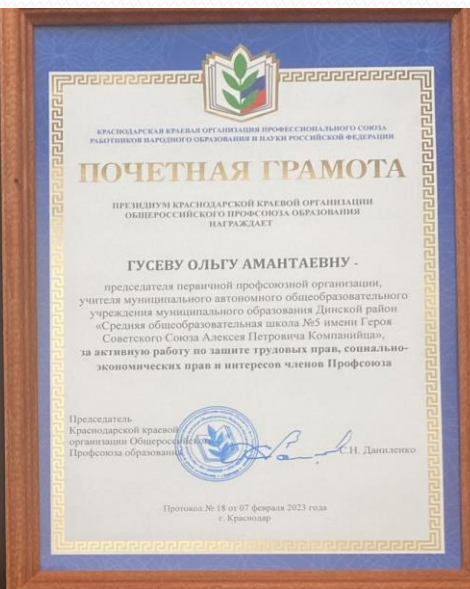 КРАСНОДАРСКАЯ КРАЕВАЯ ОРГАНИЗАЦИЯ ПРОФЕССИОНАЛЬНОГО СОЮЗА
РАБОТНИКОВ НАРОДНОГО ОБРАЗОВАНИЯ И НАУКИ РОССИЙСКОЙ ФЕДЕРАЦИИ
ПОЧЕТНАЯ ГРАМОТА
ПРЕЗИДИУМ КРАСНОДАРСКОЙ КРАЕВОЙ ОРГАНИЗАЦИИ
ОБЩЕРОССИЙСКОГО ПРОФСОЮЗА ОБРАЗОВАНИЯ
НАГРАЖДАЕТ
ГУСЕВУ ОЛЬГУ АМАНТАЕВНУ -
председателя первичной профсоюзной организации,
учителя муниципального автономного общеобразовательного
учреждения муниципального образования Динской район
«Средняя общеобразовательная школа №5 имени Героя
Советского Союза Алексея Петровича Компанийца»,
за активную работу по защите трудовых прав, социально-
экономических прав и интересов членов Профсоюза
Председатель
Краснодарской краевой
организации Общероссийского
Профсоюза образования
С.Н. Даниленко
Протокол № 18 от 07 февраля 2023 года
г. Краснодар